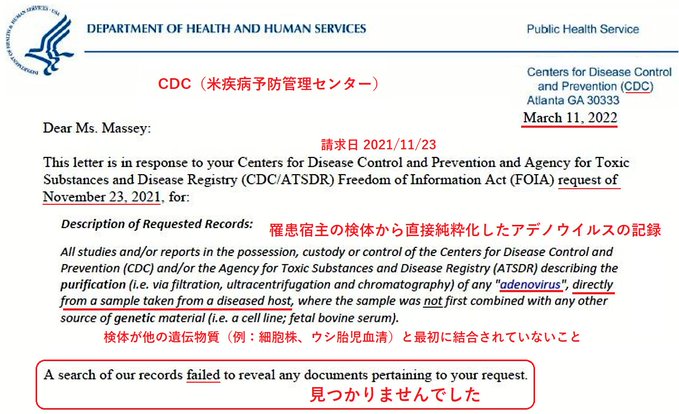 DEPARTMENT OF HEALTH AND HUMAN SERVICES
Public Health Service
CDC（米疾病予防管理センター）
Centers for Disease Control
and Prevention (CDC)
Atlanta GA 30333
March 11, 2022
Dear Ms. Massey:
請求日 2021/11/23
This letter is in response to your Centers for Disease Control and Prevention and Agency for Toxic
Substances and Disease Registry (CDC/ATSDR) Freedom of Information Act (FOIA) request of
November 23, 2021, for:
Description of Requested Records:
罹患宿主の検体から直接純粋化したアデノウイルスの記録
All studies and/or reports in the possession, custody or control of the Centers for Disease Control and
Prevention (CDC) and/or the Agency for Toxic Substances and Disease Registry (ATSDR) describing the
purification (i.e. via filtration, ultracentrifugation and chromatography) of any "adenovirus", directly
from a sample taken from a diseased host, where the sample was not first combined with any other
source of genetic material (i.e. a cell line; fetal bovine serum).
検体が他の遺伝物質（例：細胞株、ウシ胎児血清）と最初に結合されていないこと
A search of our records failed to reveal any documents pertaining to your request.
見つかりませんでした